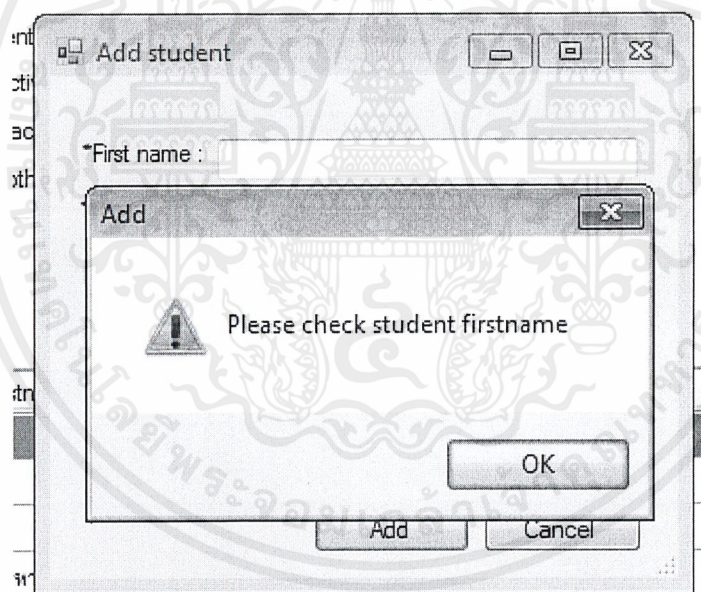 Add student
*First name :
Add
Please check student firstname
OK
Add
Cancel